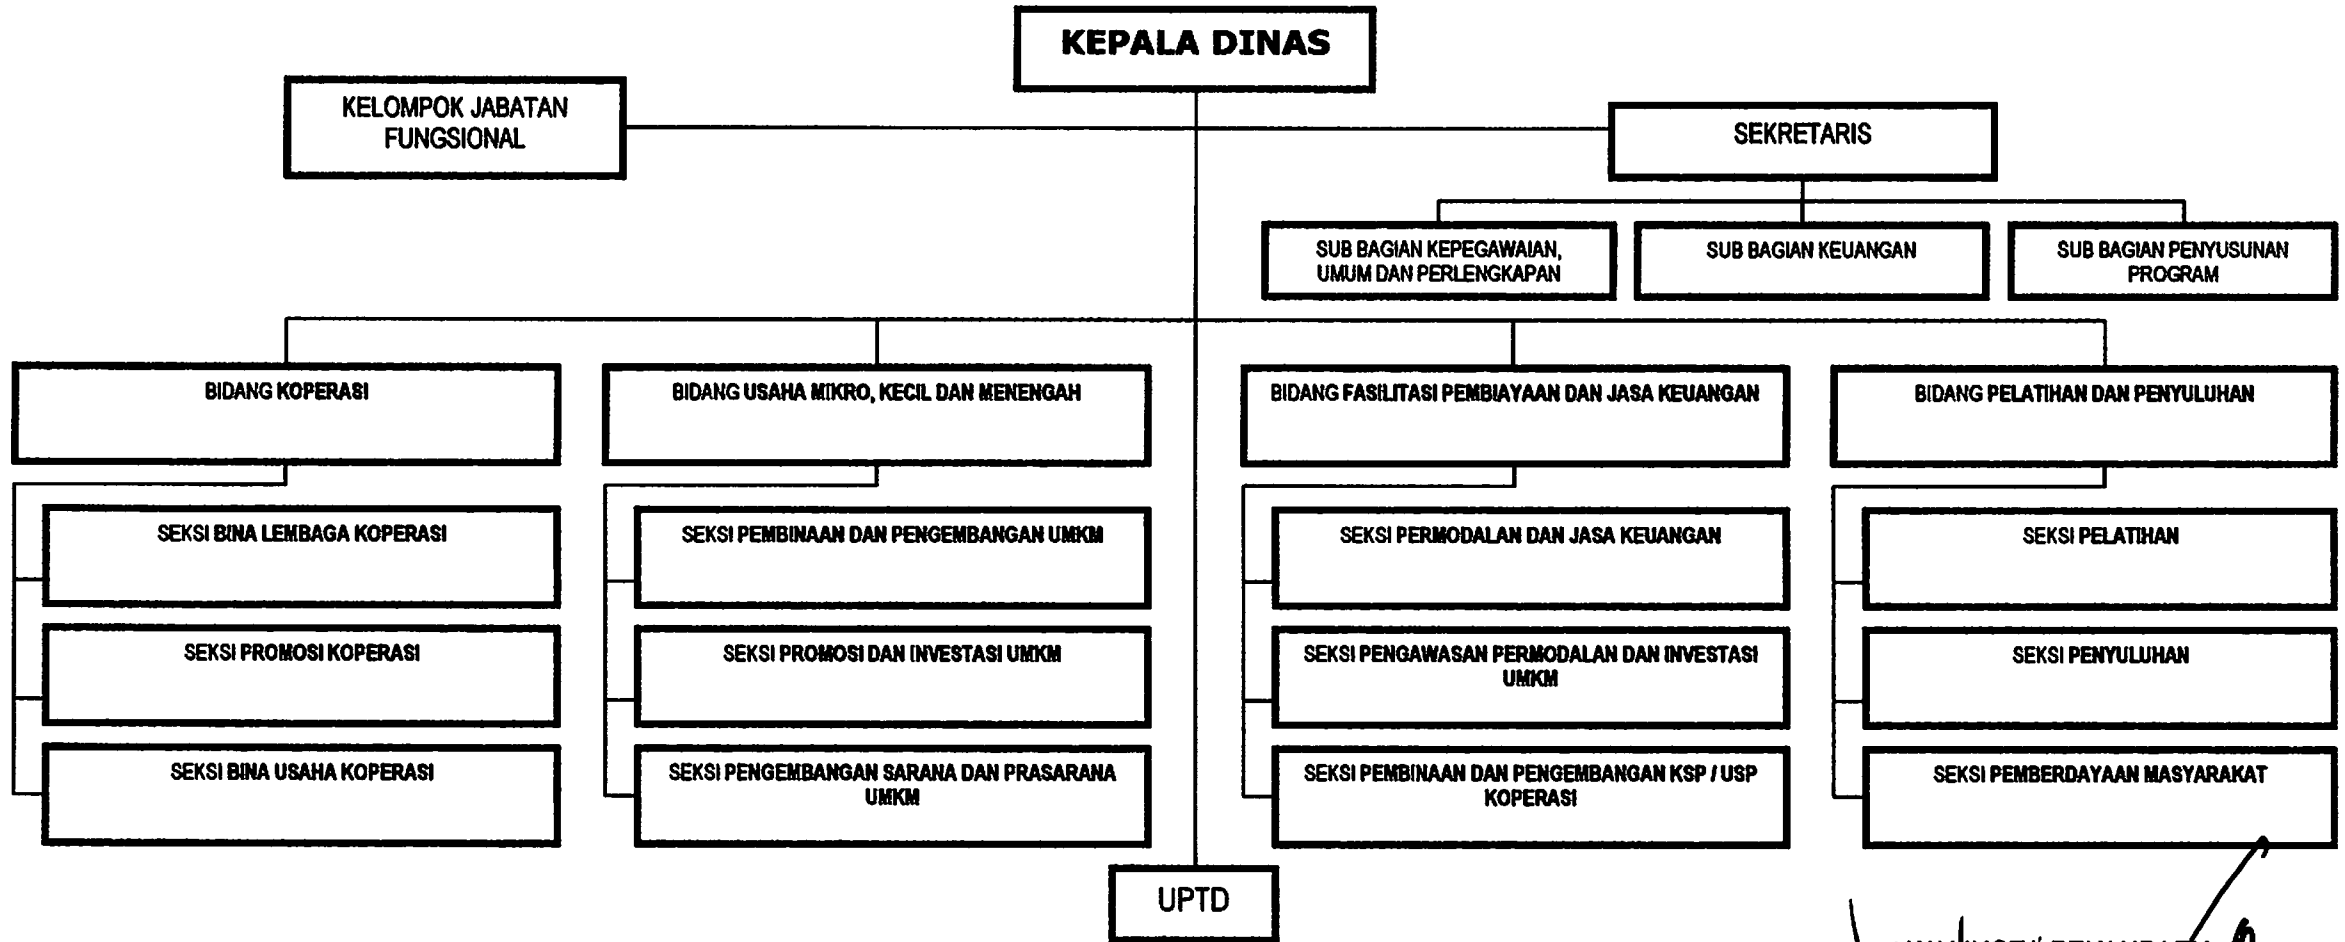 KEPALA DINAS
KELOMPOK JABATAN
FUNGSIONAL
SEKRETARIS
SUB BAGIAN KEPEGAWAIAN,
UMUM DAN PERLENGKAPAN
SUB BAGIAN KEUANGAN
SUB BAGIAN PENYUSUNAN
PROGRAM
BIDANG KOPERASI
BIDANG USAHA MIKRO, KECIL DAN MENENGAH
BIDANG FASILITASI PEMBIAYAAN DAN JASA KEUANGAN
BIDANG PELATIHAN DAN PENYULUHAN
SEKSI BINA LEMBAGA KOPERASI
SEKSI PEMBINAAN DAN PENGEMBANGAN UMKM
SEKSI PERMODALAN DAN JASA KEUANGAN
SEKSI PELATIHAN
SEKSI PROMOSI KOPERASI
SEKSI PROMOSI DAN INVESTASI UMKM
SEKSI PENGAWASAN PERMODALAN DAN INVESTASI
UMKM
SEKSI PENYULUHAN
SEKSI BINA USAHA KOPERASI
SEKSI PENGEMBANGAN SARANA DAN PRASARANA
UMKM
SEKSI PEMBINAAN DAN PENGEMBANGAN KSP / USP
KOPERASI
SEKSI PEMBERDAYAAN MASYARAKAT
UPTD